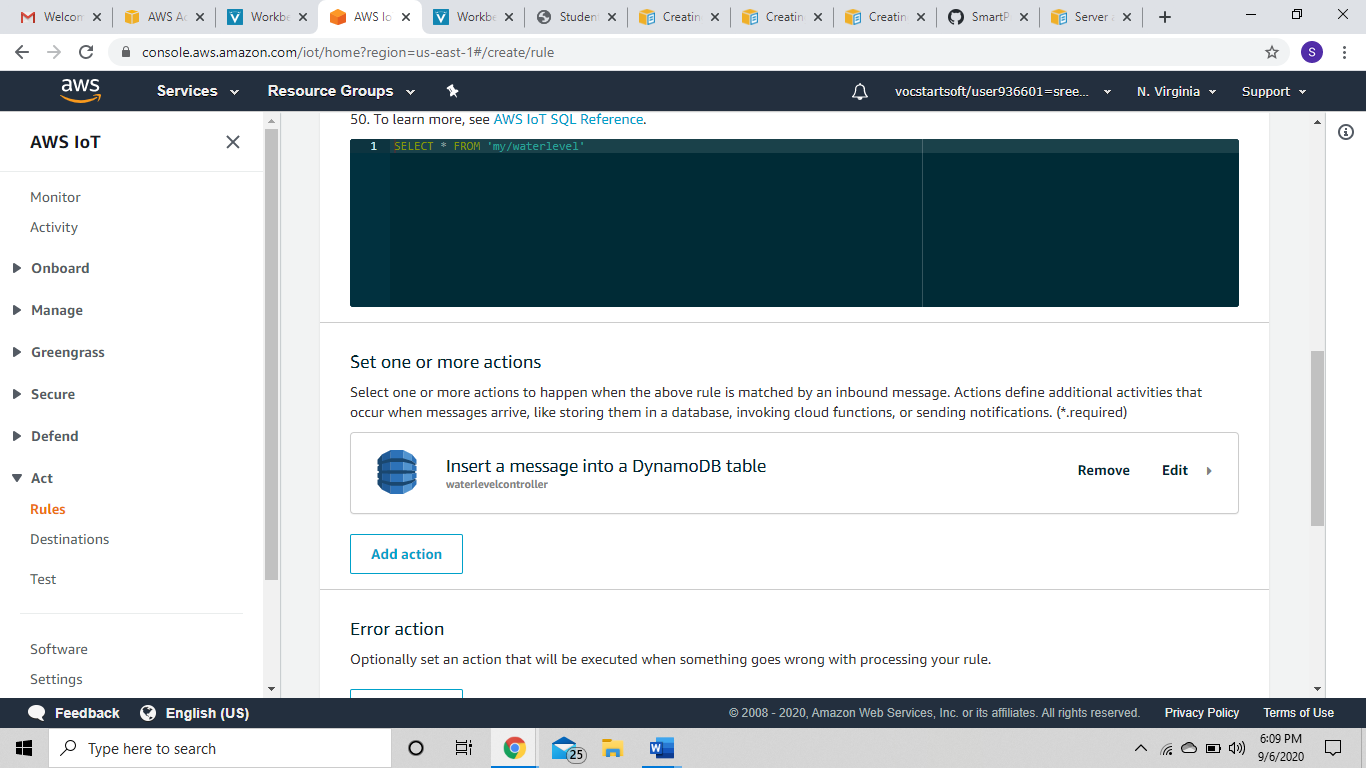 Welcon
AWS Ac
Workbe
AWS Io
Workbe
Student
Creatin
Creatin
Creatin
SmartP
Server a
console.aws.amazon.com/iot/home?region=us-east-1#/create/rule
S
aws
Services
Resource Groups
vocstartsoft/user936601=sree...
N. Virginia
Support
AWS IoT
Monitor
Activity
Onboard
Manage
Greengrass
Secure
Defend
Act
Rules
Destinations
Test
Software
Settings
50. To learn more, see AWS IoT SQL Reference.
1 SELECT * FROM 'my/waterlevel'
Set one or more actions
Select one or more actions to happen when the above rule is matched by an inbound message. Actions define additional activities that
occur when messages arrive, like storing them in a database, invoking cloud functions, or sending notifications. (*.required)
Insert a message into a DynamoDB table
waterlevelcontroller
Remove
Edit
Add action
Error action
Optionally set an action that will be executed when something goes wrong with processing your rule.
Feedback
English (US)
© 2008 - 2020, Amazon Web Services, Inc. or its affiliates. All rights reserved.
Privacy Policy
Terms of Use
Type here to search
25
W
6:09 PM
9/6/2020